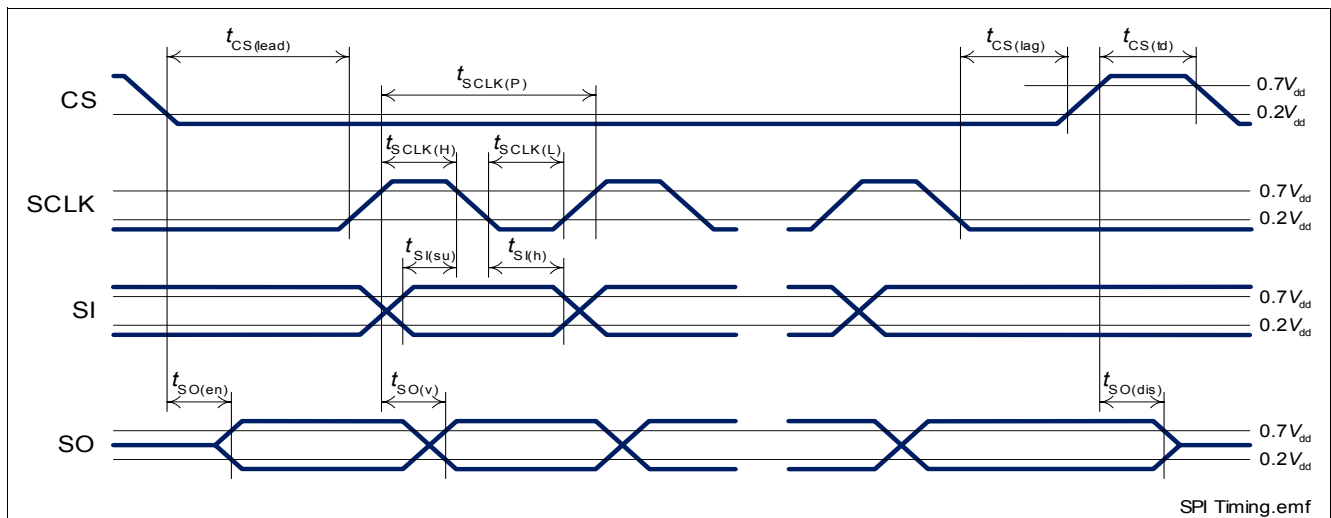 tCS(lead)
tCS(lag)
tCS(td)
tSCLK(P)
CS
0.7Vdd
0.2Vdd
tSCLK(H)
tSCLK(L)
SCLK
0.7Vdd
0.2Vdd
tSI(su)
tSI(h)
SI
0.7Vdd
0.2Vdd
tSO(en)
tSO(v)
tSO(dis)
SO
0.7Vdd
0.2Vdd
SPI Timing.emf